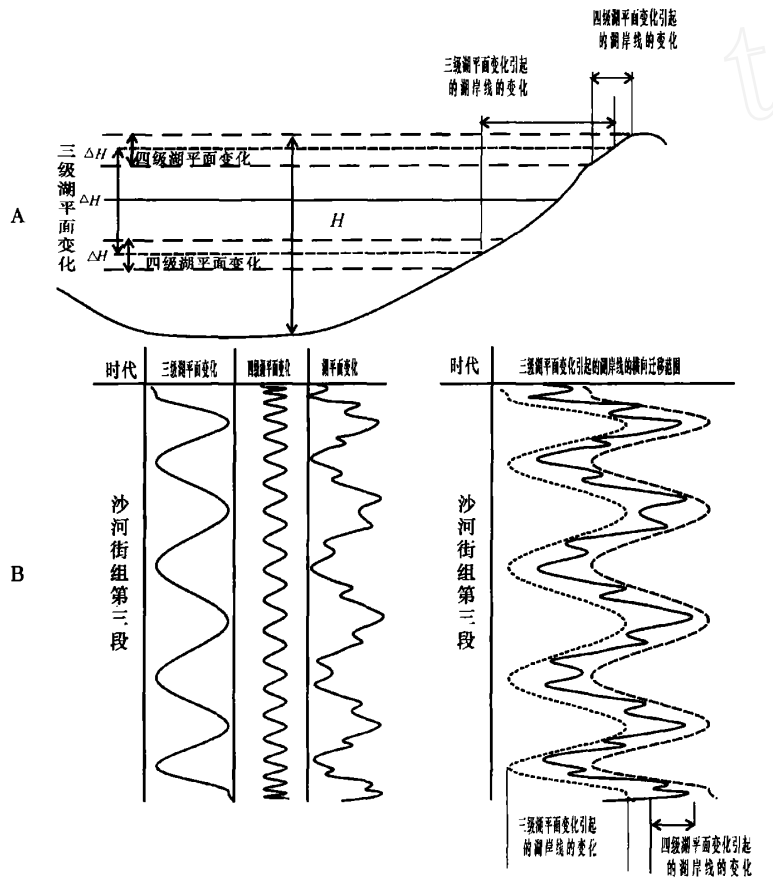 四级湖平面变化引起
的湖岸线的变化
三级湖平面变化引起
的湖岸线的变化
ΔH
四级湖平面变化
三级湖平面变化
A
ΔH
H
ΔH
四级湖平面变化
时代
三级湖平面变化
四级湖平面变化
湖平面变化
时代
三级湖平面变化引起的湖岸线的横向迁移范围
B
沙河街组第三段
沙河街组第三段
三级湖平面变化引起
的湖岸线的变化
四级湖平面变化引起
的湖岸线的变化
t